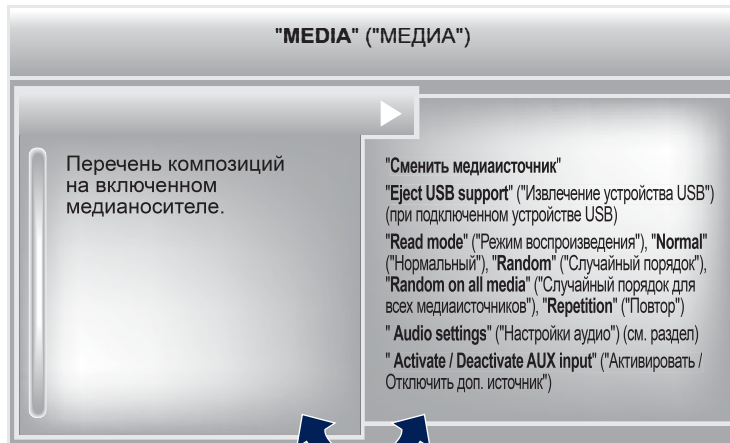 "MEDIA" ("МЕДИА")
Перечень композиций
на включенном
медианосителе.
"Сменить медиаисточник"
"Eject USB support" ("Извлечение устройства USB")
(при подключенном устройстве USB)
"Read mode" ("Режим воспроизведения"), "Normal"
("Нормальный"), "Random" ("Случайный порядок"),
"Random on all media" ("Случайный порядок для
всех медиаисточников"), "Repetition" ("Повтор")
" Audio settings" ("Настройки аудио") (см. раздел)
" Activate / Deactivate AUX input" ("Активировать /
Отключить доп. источник")